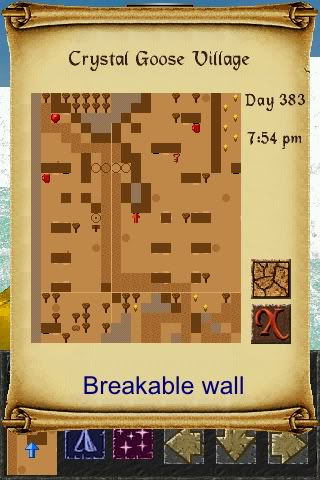 Crystal Goose Village
Day 383
7:54 pm
X
Breakable wall